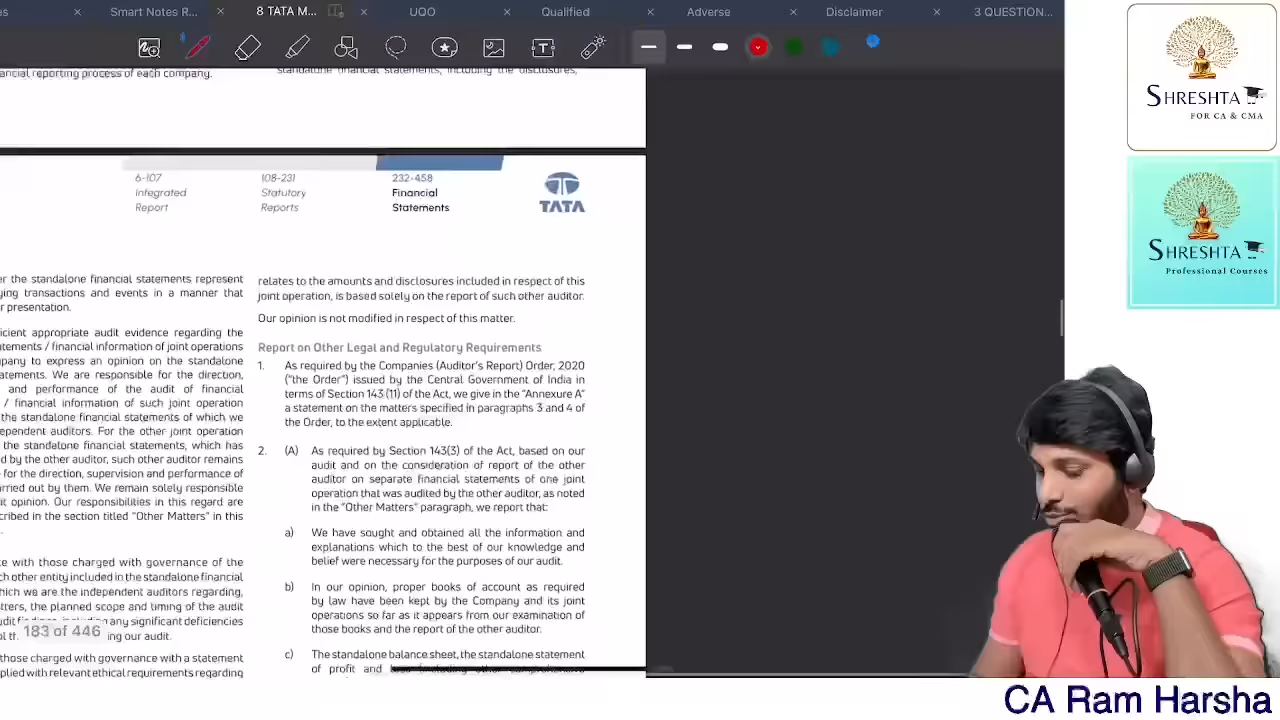 es
Smart Notes R...
8 TATA M...
UQO
Qualified
Adverse
Disclaimer
3 QUESTION...
ancial reporting process of each company.
Standalone financial statements, including the disclosures,
6-107
Integrated
Report
108-231
Statutory
Reports
232-458
Financial
Statements
TATA
er the standalone financial statements represent
ying transactions and events in a manner that
r presentation.
icient appropriate audit evidence regarding the
atements / financial information of joint operations
pany to express an opinion on the standalone
atements. We are responsible for the direction,
and performance of the audit of financial
/ financial information of such joint operation
the standalone financial statements of which we
ependent auditors. For the other joint operation
the standalone financial statements, which has
d by the other auditor, such other auditor remains
for the direction, supervision and performance of
rried out by them. We remain solely responsible
it opinion. Our responsibilities in this regard are
cribed in the section titled "Other Matters" in this
e with those charged with governance of the
ch other entity included in the standalone financial
hich we are the independent auditors regarding,
tters, the planned scope and timing of the audit
udit findings, including any significant deficiencies
183 of 446
ing our audit.
those charged with governance with a statement
plied with relevant ethical requirements regarding
relates to the amounts and disclosures included in respect of this
joint operation, is based solely on the report of such other auditor.
Our opinion is not modified in respect of this matter.
Report on Other Legal and Regulatory Requirements
1. As required by the Companies (Auditor's Report) Order, 2020
("the Order") issued by the Central Government of India in
terms of Section 143 (11) of the Act, we give in the "Annexure A"
a statement on the matters specified in paragraphs 3 and 4 of
the Order, to the extent applicable.
2. (A) As required by Section 143(3) of the Act, based on our
audit and on the consideration of report of the other
auditor on separate financial statements of one joint
operation that was audited by the other auditor, as noted
in the "Other Matters" paragraph, we report that:
a) We have sought and obtained all the information and
explanations which to the best of our knowledge and
belief were necessary for the purposes of our audit.
b) In our opinion, proper books of account as required
by law have been kept by the Company and its joint
operations so far as it appears from our examination of
those books and the report of the other auditor.
c) The standalone balance sheet, the standalone statement
of profit and loss (including other comprehensive
SHRESHTA
FOR CA & CMA
SHRESHTA
Professional Courses
CA Ram Harsha